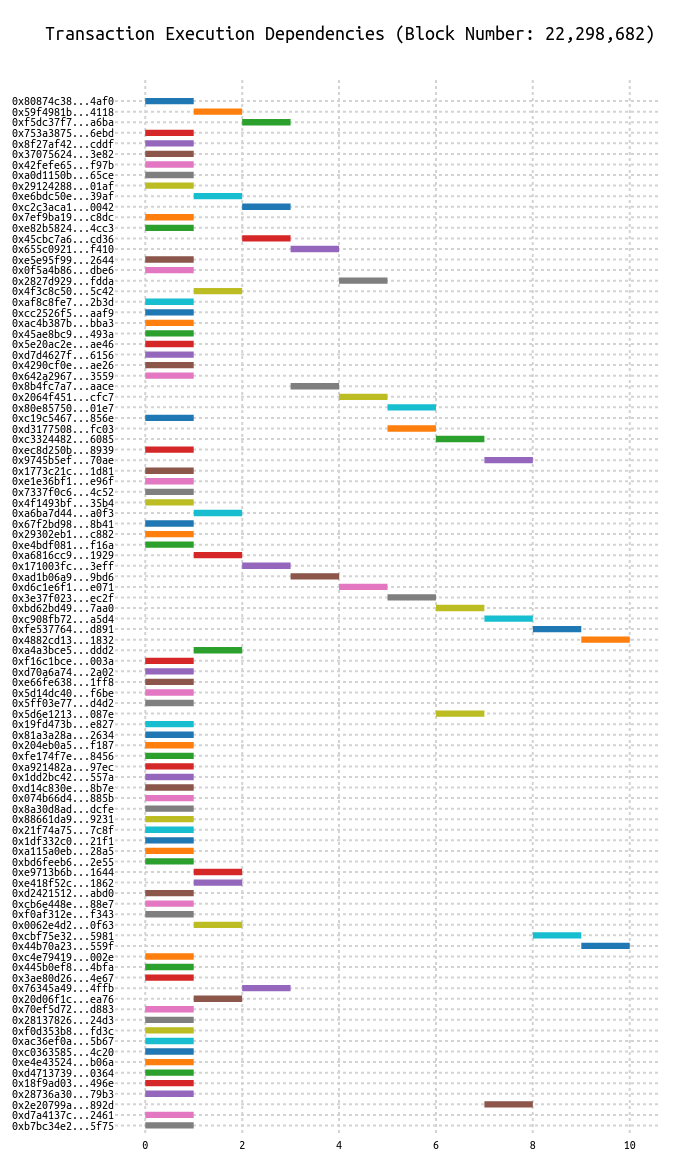 Transaction Execution Dependencies (Block Number: 22,298,682)
0x80874c38...4af0
0x59f4981b...4118
0xf5dc37f7...a6ba
0x753a3875...6ebd
0x8f27af42...cddf
0x37075624...3e82
0x42fefe65...f97b
0xa0d1150b...65ce
0x29124288...01af
0xe6bdc50e...39af
0xc2c3aca1...0042
0x7ef9ba19...c8dc
0xe82b5824...4cc3
0x45cbc7a6...cd36
0x655c0921...f410
0xe5e95f99...2644
0x0f5a4b86...dbe6
0x2827d929...fdda
0x4f3c8c50...5c42
0xaf8c8fe7...2b3d
0xcc2526f5...aaf9
0xac4b387b...bba3
0x45ae8bc9...493a
0x5e20ac2e...ae46
0xd7d4627f...6156
0x4290cf0e...ae26
0x642a2967...3559
0x8b4fc7a7...aace
0x2064f451...cfc7
0x80e85750...01e7
0xc19c5467...856e
0xd3177508...fc03
0xc3324482...6085
0xec8d250b...8939
0x9745b5ef...70ae
0x1773c21c...1d81
0xe1e36bf1...e96f
0x7337f0c6...4c52
0x4f1493bf...35b4
0xa6ba7d44...a0f3
0x67f2bd98...8b41
0x29302eb1...c882
0xe4bdf081...f16a
0xa6816cc9...1929
0x171003fc...3eff
0xad1b06a9...9bd6
0xd6c1e6f1...e071
0x3e37f023...ec2f
0xbd62bd49...7aa0
0xc908fb72...a5d4
0xfe537764...d891
0x4882cd13...1832
0xa4a3bce5...ddd2
0xf16c1bce...003a
0xd70a6a74...2a02
0xe66fe638...1ff8
0x5d14dc40...f6be
0x5ff03e77...d4d2
0x5d6e1213...087e
0x19fd473b...e827
0x81a3a28a...2634
0x204eb0a5...f187
0xfe174f7e...8456
0xa921482a...97ec
0x1dd2bc42...557a
0xd14c830e...8b7e
0x074b66d4...885b
0x8a30d8ad...dcfe
0x88661da9...9231
0x21f74a75...7c8f
0x1df332c0...21f1
0xa115a0eb...28a5
0xbd6feeb6...2e55
0xe9713b6b...1644
0xe418f52c...1862
0xd2421512...abd0
0xcb6e448e...88e7
0xf0af312e...f343
0x0062e4d2...0f63
0xcbf75e32...5981
0x44b70a23...559f
0xc4e79419...002e
0x445b0ef8...4bfa
0x3ae80d26...4e67
0x76345a49...4ffb
0x20d06f1c...ea76
0x70ef5d72...d883
0x28137826...24d3
0xf0d353b8...fd3c
0xac36ef0a...5b67
0xc0363585...4c20
0xe4e43524...b06a
0xd4713739...0364
0x18f9ad03...496e
0x28736a30...79b3
0x2e20799a...892d
0xd7a4137c...2461
0xb7bc34e2...5f75
0 2 4 6 8 10